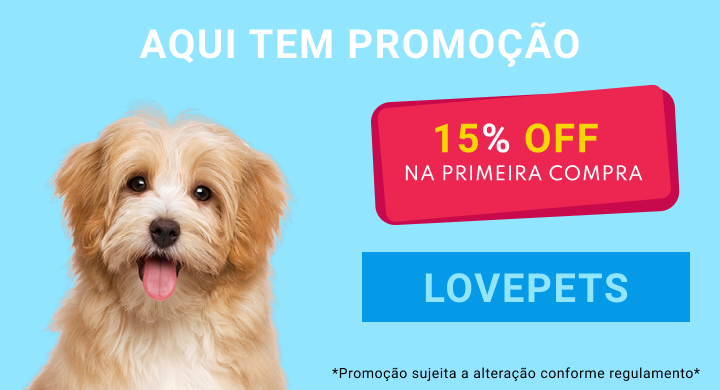 AQUI TEM PROMOÇÃO
15% OFF
NA PRIMEIRA COMPRA
LOVEPETS
*Promoção sujeita a alteração conforme regulamento*